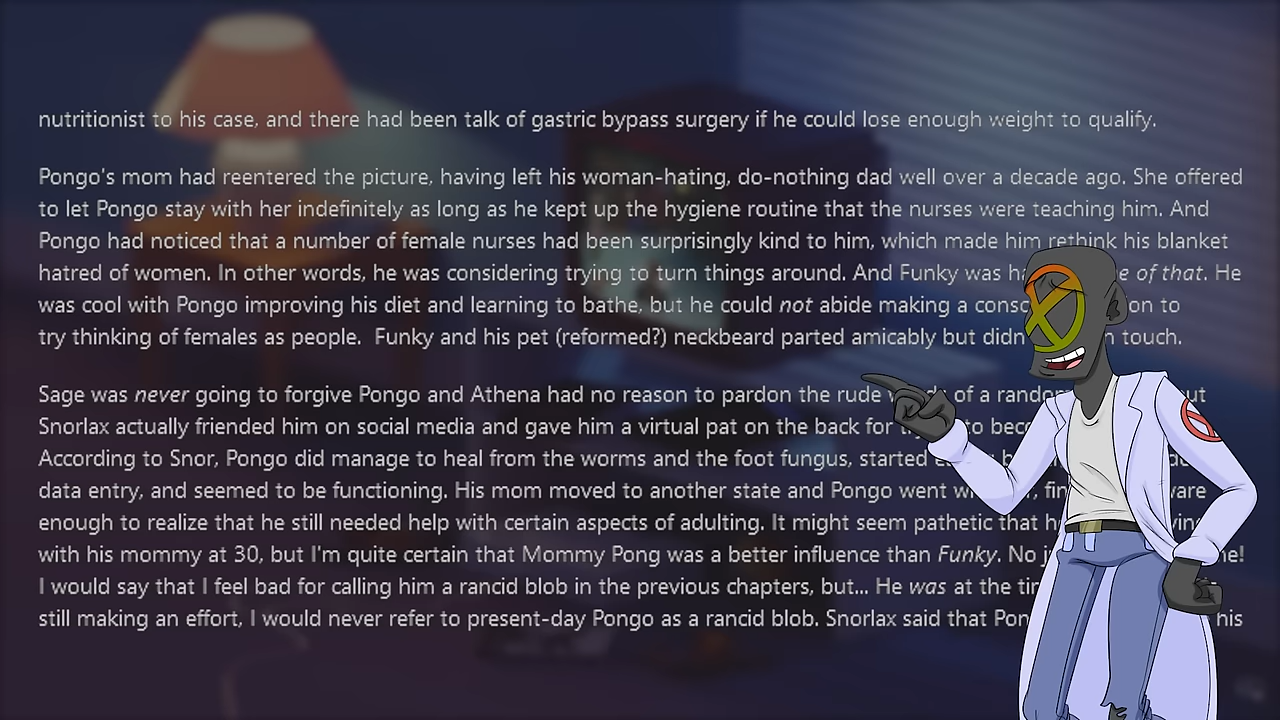 nutritionist to his case, and there had been talk of gastric bypass surgery if he could lose enough weight to qualify.
Pongo's mom had reentered the picture, having left his woman-hating, do-nothing dad well over a decade ago. She offered
to let Pongo stay with her indefinitely as long as he kept up the hygiene routine that the nurses were teaching him. And
Pongo had noticed that a number of female nurses had been surprisingly kind to him, which made him rethink his blanket
hatred of women. In other words, he was considering trying to turn things around. And Funky was of that. He
was cool with Pongo improving his diet and learning to bathe, but he could not abide making a to
try thinking of females as people. Funky and his pet (reformed?) neckbeard parted amicably but touch.
Sage was never going to forgive Pongo and Athena had no reason to pardon the rude of a
Snorlax actually friended him on social media and gave him a virtual pat on the back for to
According to Snor, Pongo did manage to heal from the worms and the foot fungus, started
data entry, and seemed to be functioning. His mom moved to another state and Pongo went
enough to realize that he still needed help with certain aspects of adulting. It might seem pathetic that
with his mommy at 30, but I'm quite certain that Mommy Pong was a better influence than Funky. No
I would say that I feel bad for calling him a rancid blob in the previous chapters, but... He was at the
still making an effort, I would never refer to present-day Pongo as a rancid blob. Snorlax said that his